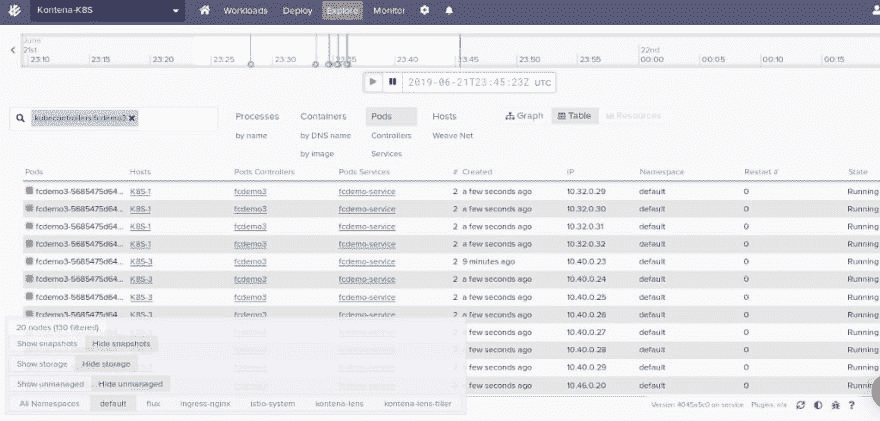 Kontena-K8S Workloads Deploy Explore Monitor
June
21st 22nd
23:10 23:15 23:20 23:25 23:30 23:35 23:40 23:45 00:00 00:05 00:10 00:15
2019-06-21T23:45:23Z UTC
kubecontrollers:fcdemo3 Processes Containers Pods Hosts Graph Table Resources
by name by DNS name Controllers Weave Net
by image Services
Pods Hosts Pods Controllers Pods Services # Created IP Namespace Restart # State
fcdemo3-5685475d64... K8S-1 fcdemo3 fcdemo-service 2 a few seconds ago 10.32.0.29 default 0 Running
fcdemo3-5685475d64... K8S-1 fcdemo3 fcdemo-service 2 a few seconds ago 10.32.0.30 default 0 Running
fcdemo3-5685475d64... K8S-1 fcdemo3 fcdemo-service 2 a few seconds ago 10.32.0.31 default 0 Running
fcdemo3-5685475d64... K8S-1 fcdemo3 fcdemo-service 2 a few seconds ago 10.32.0.32 default 0 Running
fcdemo3-5685475d64... K8S-3 fcdemo3 fcdemo-service 2 9 minutes ago 10.40.0.23 default 0 Running
fcdemo3-5685475d64... K8S-3 fcdemo3 fcdemo-service 2 a few seconds ago 10.40.0.24 default 0 Running
fcdemo3-5685475d64... K8S-3 fcdemo3 fcdemo-service 2 a few seconds ago 10.40.0.25 default 0 Running
fcdemo3-5685475d64... K8S-3 fcdemo3 fcdemo-service 2 a few seconds ago 10.40.0.26 default 0 Running
20 nodes (130 filtered) a few seconds ago 10.40.0.27 default 0 Running
Show snapshots Hide snapshots a few seconds ago 10.40.0.28 default 0 Running
Show storage Hide storage a few seconds ago 10.40.0.29 default 0 Running
Show unmanaged Hide unmanaged a few seconds ago 10.46.0.20 default 0 Running
All Namespaces default flux ingress-nginx istio-system kontena-lens kontena-lens-tiller Version 4045a5c0 on service Plugins: n/a